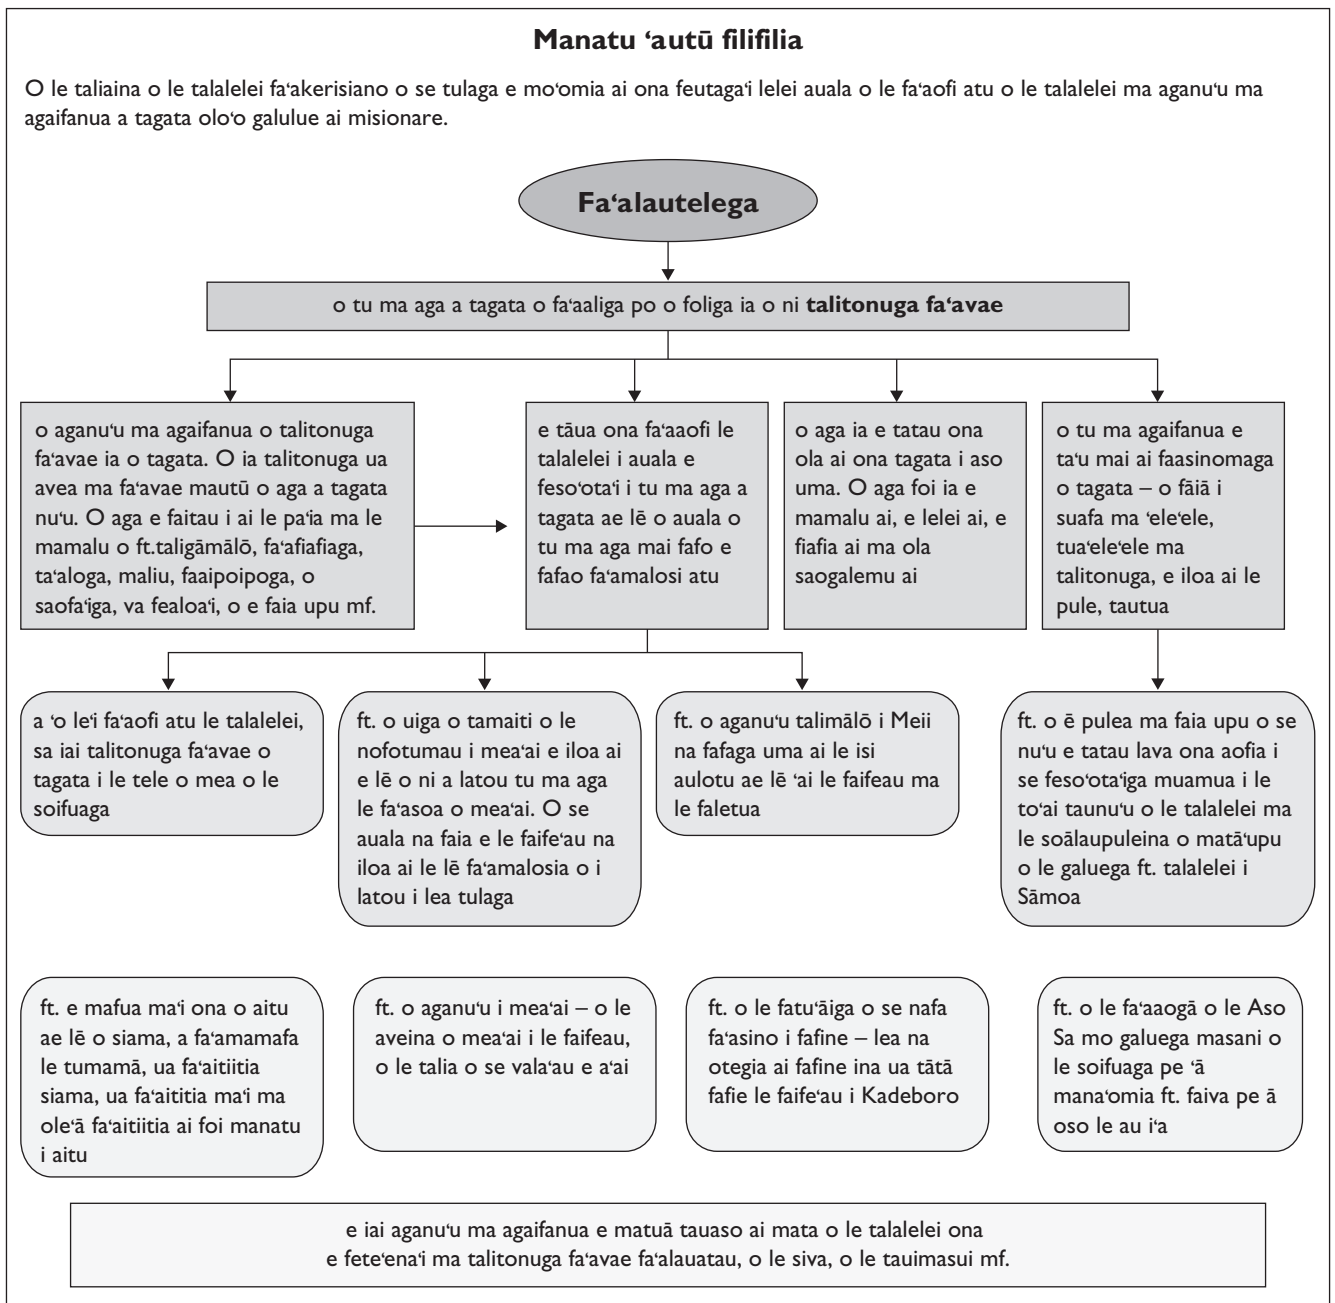 Manatu ʻautū filifilia
O le taliaina o le talalelei faʻakerisiano o se tulaga e moʻomia ai ona feutagaʻi lelei auala o le faʻaofi atu o le talalelei ma aganuʻu ma
agaifanua a tagata oloʻo galulue ai misionare.
Faʻalautelega
o tu ma aga a tagata o faʻaaliga po o foliga ia o ni talitonuga faʻavae
o aganuʻu ma agaifanua o talitonuga
faʻavae ia o tagata. O ia talitonuga ua
avea ma faʻavae mautū o aga a tagata
nuʻu. O aga e faitau i ai le paʻia ma le
mamalu o ft.taligāmālō, faʻafiafiaga,
taʻaloga, maliu, faaipoipoga, o
saofaʻiga, va fealoaʻi, o e faia upu mf.
e tāua ona faʻaaofi le
talalelei i auala e
fesoʻotaʻi i tu ma aga a
tagata ae lē o auala o
tu ma aga mai fafo e
fafao faʻamalosi atu
o aga ia e tatau ona
ola ai ona tagata i aso
uma. O aga foi ia e
mamalu ai, e lelei ai, e
fiafia ai ma ola
saogalemu ai
o tu ma agaifanua e
taʻu mai ai faasinomaga
o tagata – o fāiā i
suafa ma ʻeleʻele,
tuaʻeleʻele ma
talitonuga, e iloa ai le
pule, tautua
a ʻo leʻi faʻaofi atu le talalelei,
sa iai talitonuga faʻavae o
tagata i le tele o mea o le
soifuaga
ft. o uiga o tamaiti o le
nofotumau i meaʻai e iloa ai
e lē o ni a latou tu ma aga
le faʻasoa o meaʻai. O se
auala na faia e le faifeʻau na
iloa ai le lē faʻamalosia o i
latou i lea tulaga
ft. o aganuʻu talimālō i Meii
na fafaga uma ai le isi
aulotu ae lē ʻai le faifeau ma
le faletua
ft. o ē pulea ma faia upu o se
nuʻu e tatau lava ona aofia i
se fesoʻotaʻiga muamua i le
toʻai taunuʻu o le talalelei ma
le soālaupuleina o matāʻupu
o le galuega ft. talalelei i
Sāmoa
ft. e mafua maʻi ona o aitu
ae lē o siama, a faʻamamafa
le tumamā, ua faʻaitiitia
siama, ua faʻaititia maʻi ma
oleʻā faʻaitiitia ai foi manatu
i aitu
ft. o aganuʻu i meaʻai – o le
aveina o meaʻai i le faifeau,
o le talia o se valaʻau e aʻai
ft. o le fatuʻāiga o se nafa
faʻasino i fafine – lea na
otegia ai fafine ina ua tātā
fafie le faifeʻau i Kadeboro
ft. o le faʻaaogā o le Aso
Sa mo galuega masani o
le soifuaga pe ʻā
manaʻomia ft. faiva pe ā
oso le au iʻa
e iai aganuʻu ma agaifanua e matuā tauaso ai mata o le talalelei ona
e feteʻenaʻi ma talitonuga faʻavae faʻalauatau, o le siva, o le tauimasui mf.